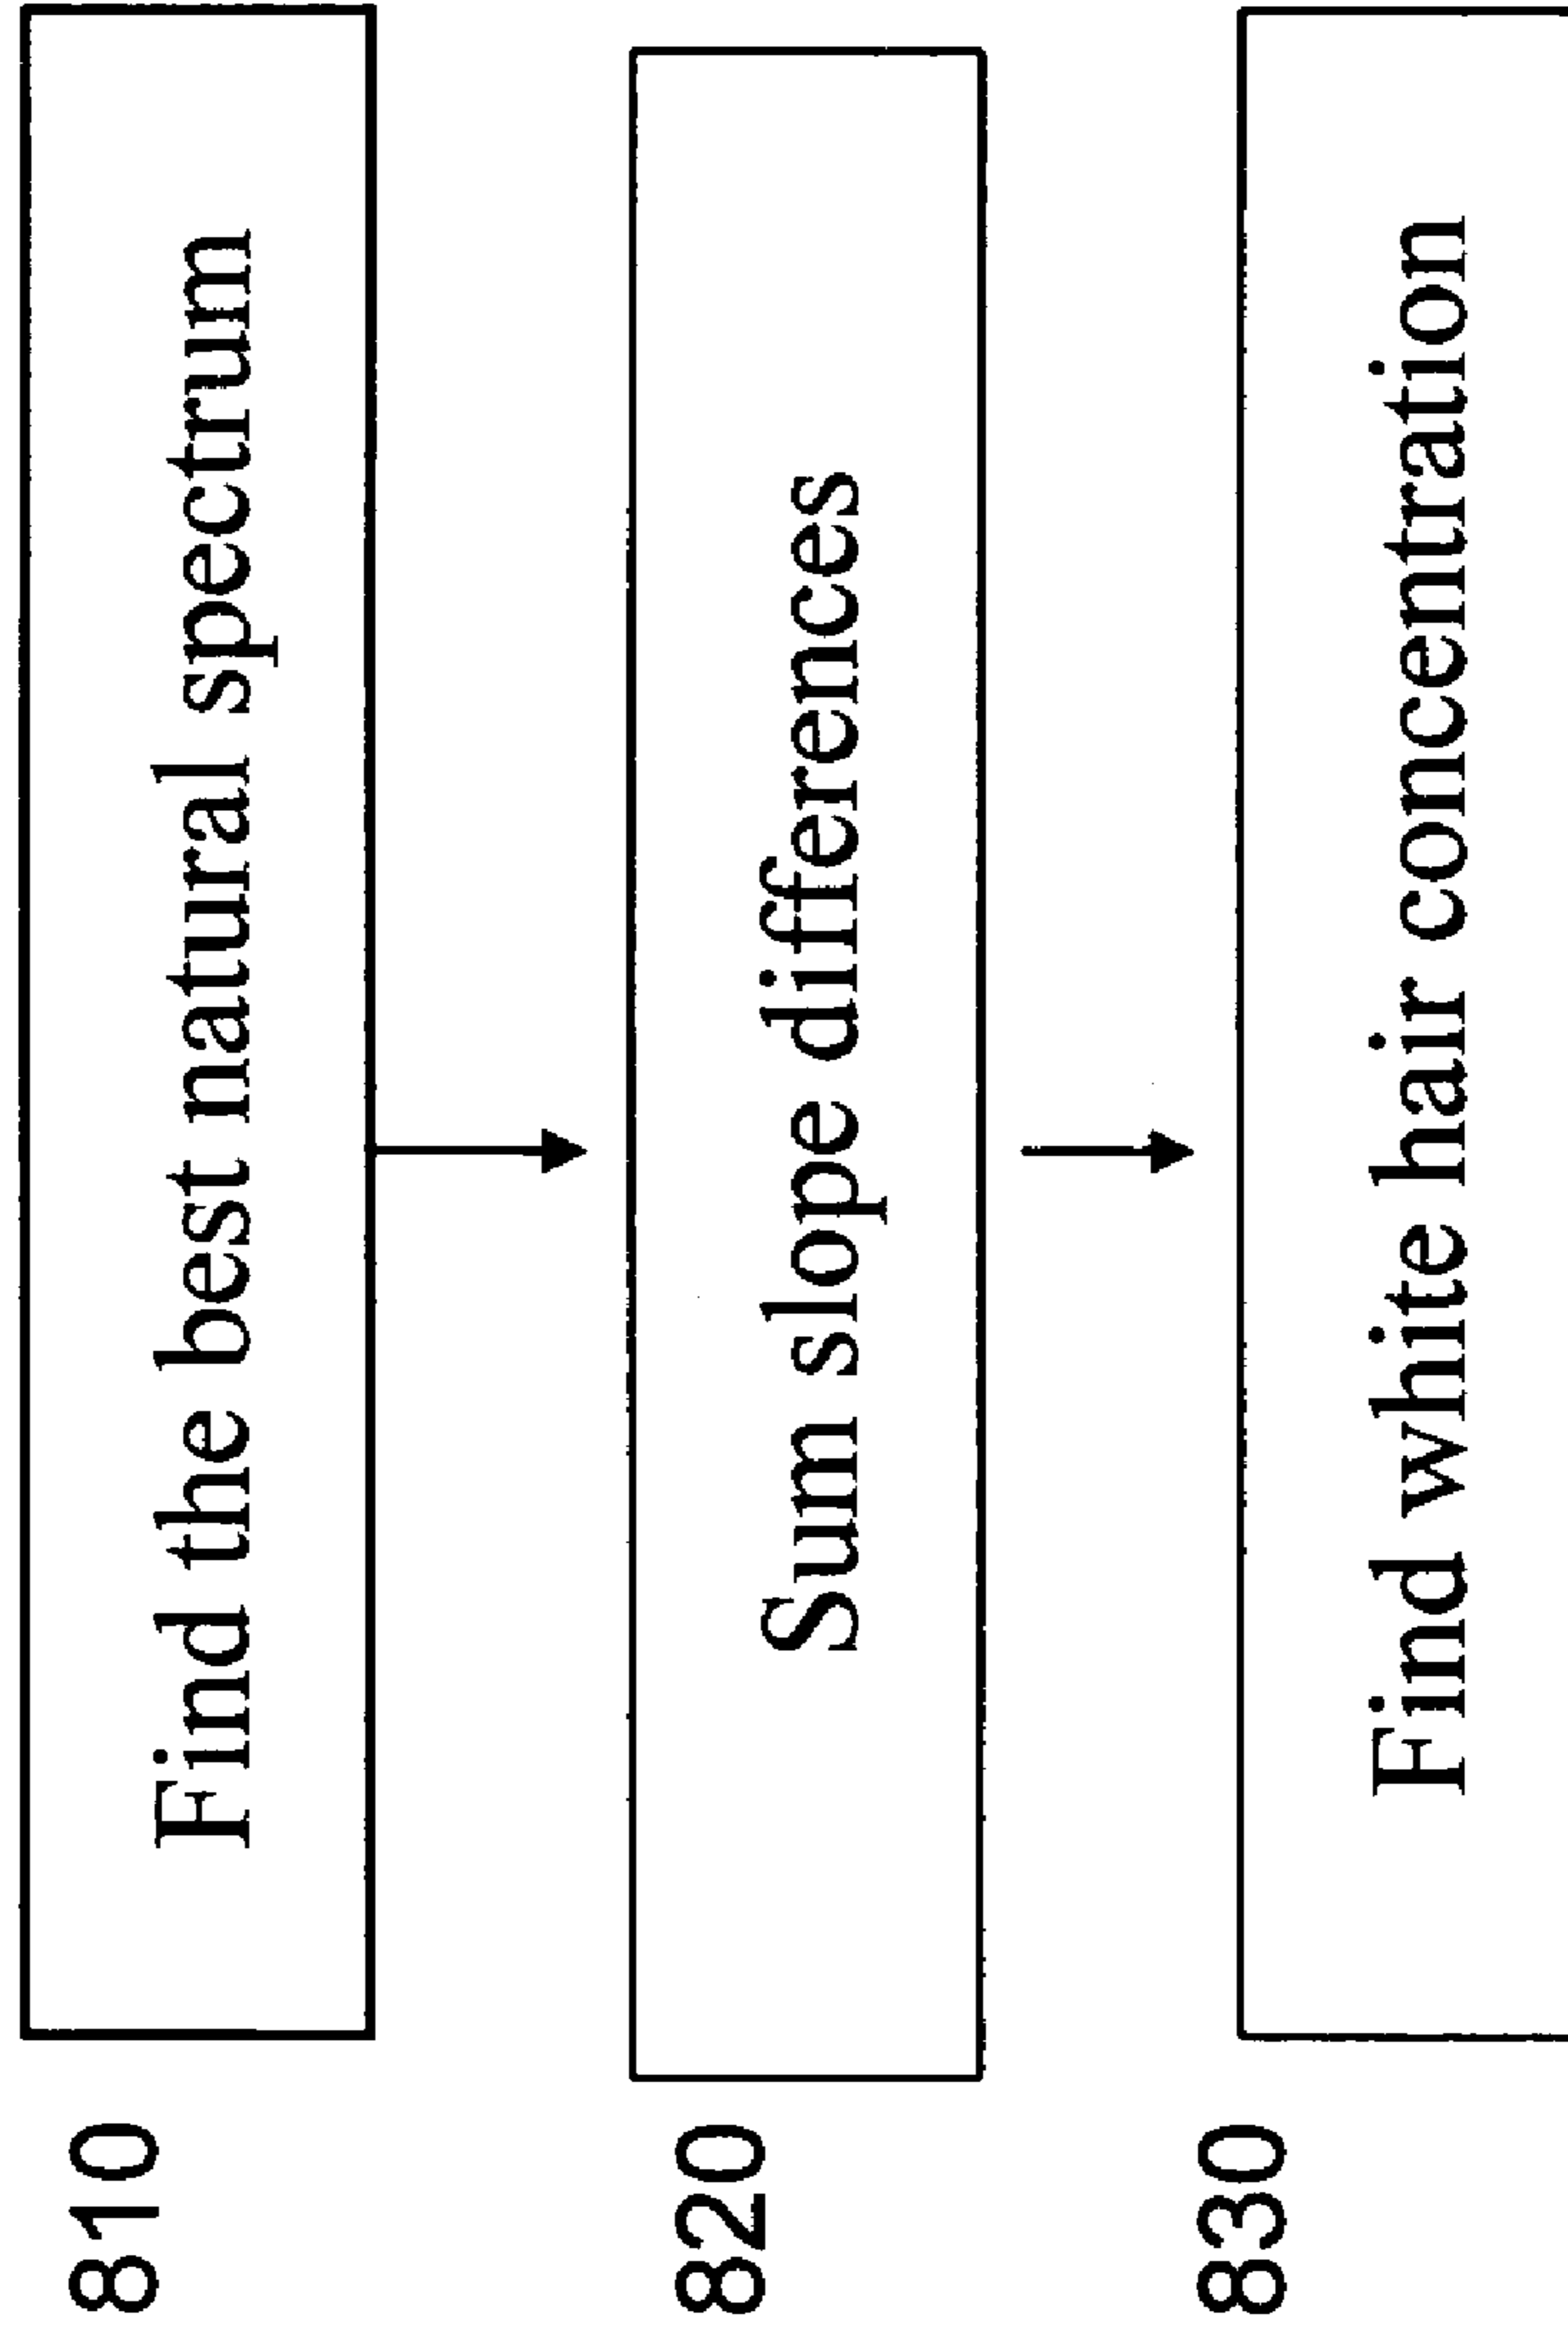 810
Find the best natural spectrum
820
Sum slope differences
830
Find white hair concentration